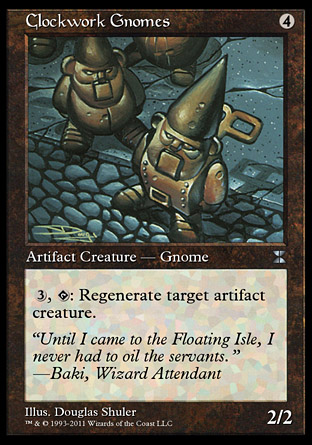 Clockwork Gnomes 4
Artifact Creature — Gnome
3, : Regenerate target artifact
creature.
“Until I came to the Floating Isle, I
never had to oil the servants.”
—Baki, Wizard Attendant
Illus. Douglas Shuler
™ & © 1993-2011 Wizards of the Coast LLC
2/2